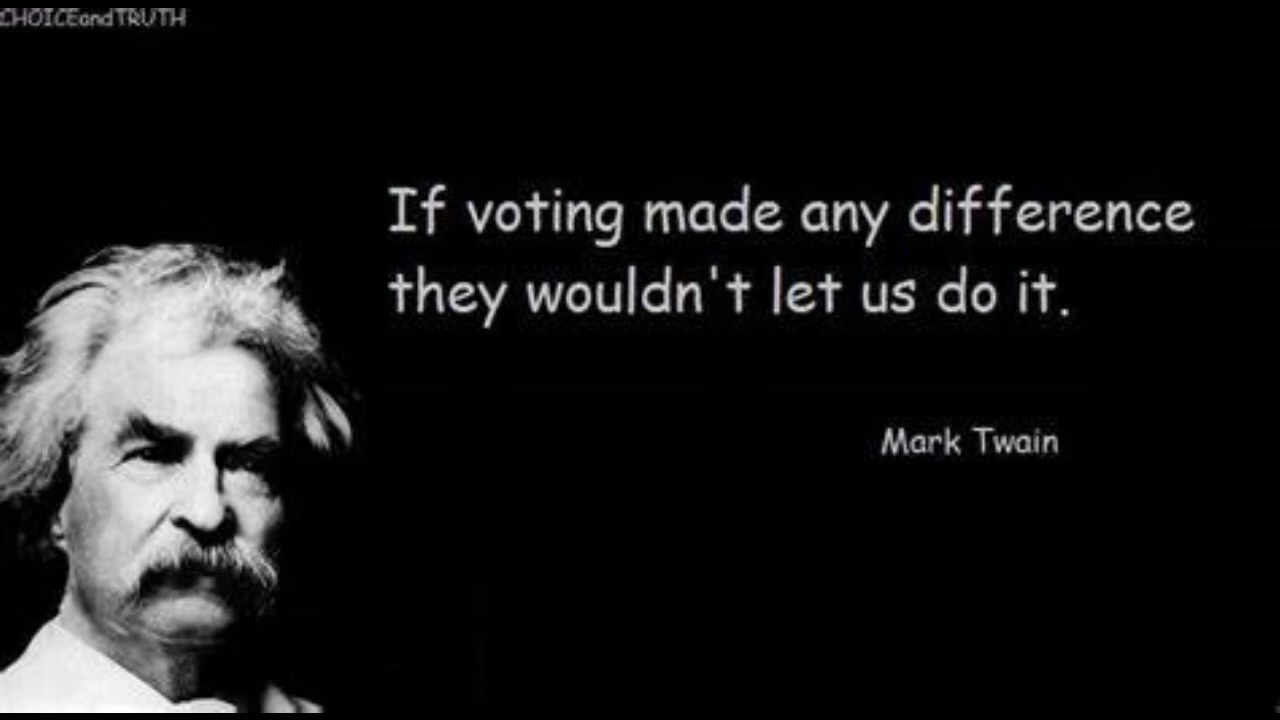 CHOICEandTRUTH
If voting made any difference
they wouldn't let us do it.
Mark Twain